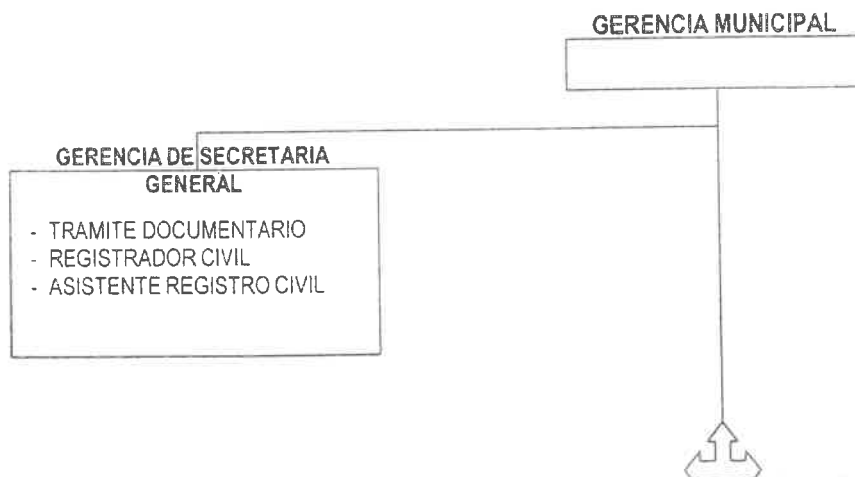 GERENCIA MUNICIPAL
GERENCIA DE SECRETARIA
GENERAL
- TRAMITE DOCUMENTARIO
- REGISTRADOR CIVIL
- ASISTENTE REGISTRO CIVIL